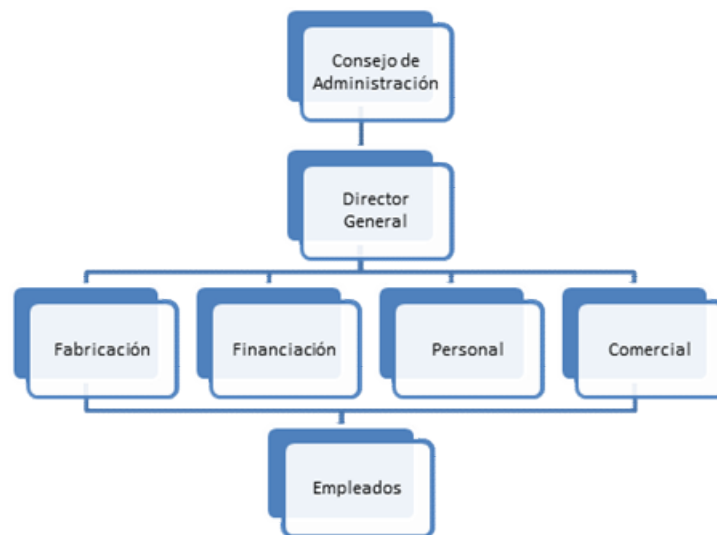 Consejo de
Administración
Director
General
Fabricación
Financiación
Personal
Comercial
Empleados